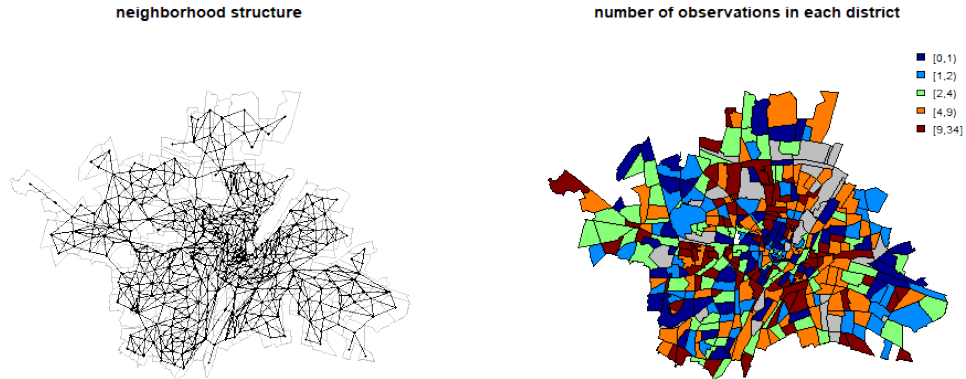 neighborhood structure
number of observations in each district
[0,1)
[1,2)
[2,4)
[4,9)
[9,34]